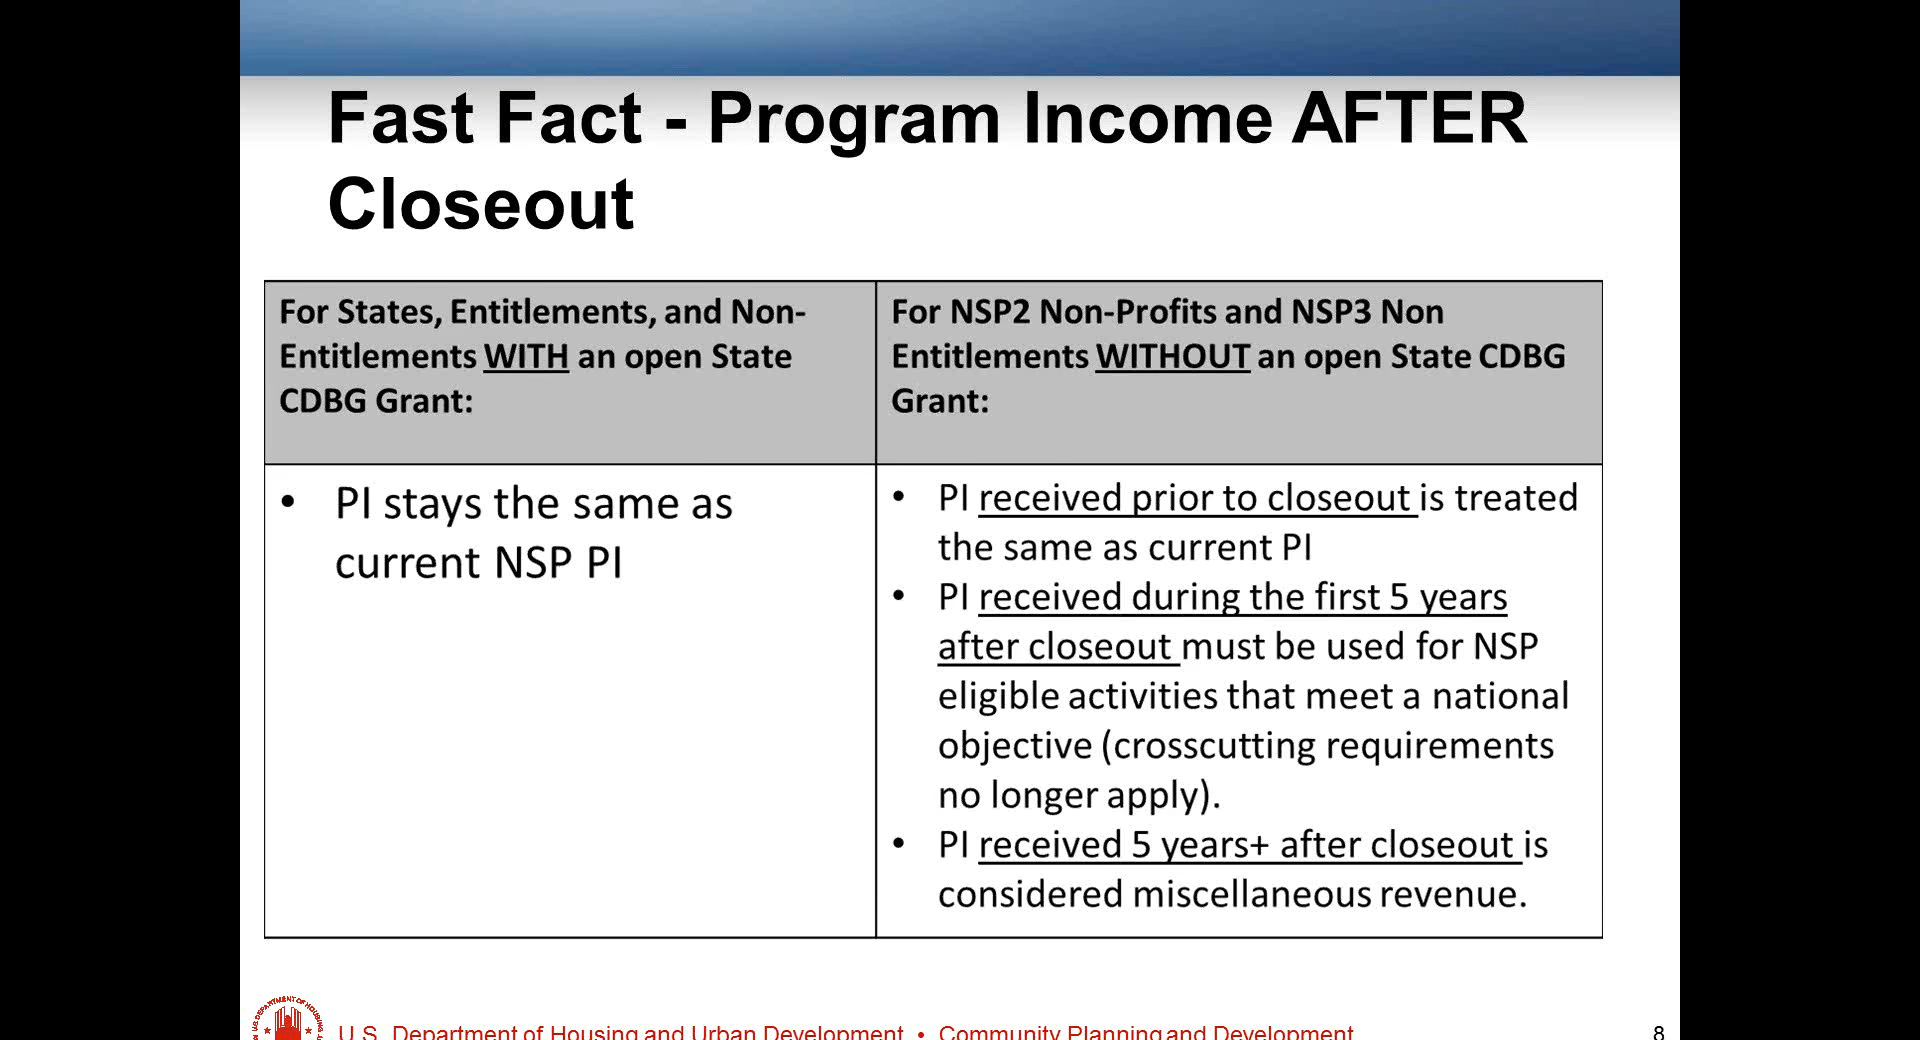 Fast Fact - Program Income AFTER
Closeout
For States, Entitlements, and Non-
Entitlements WITH an open State
CDBG Grant:
For NSP2 Non-Profits and NSP3 Non
Entitlements WITHOUT an open State CDBG
Grant:
• PI stays the same as
current NSP PI
• PI received prior to closeout is treated
the same as current PI
• PI received during the first 5 years
after closeout must be used for NSP
eligible activities that meet a national
objective (crosscutting requirements
no longer apply).
• PI received 5 years+ after closeout is
considered miscellaneous revenue.
U.S. Department of Housing and Urban Development • Community Planning and Development
8